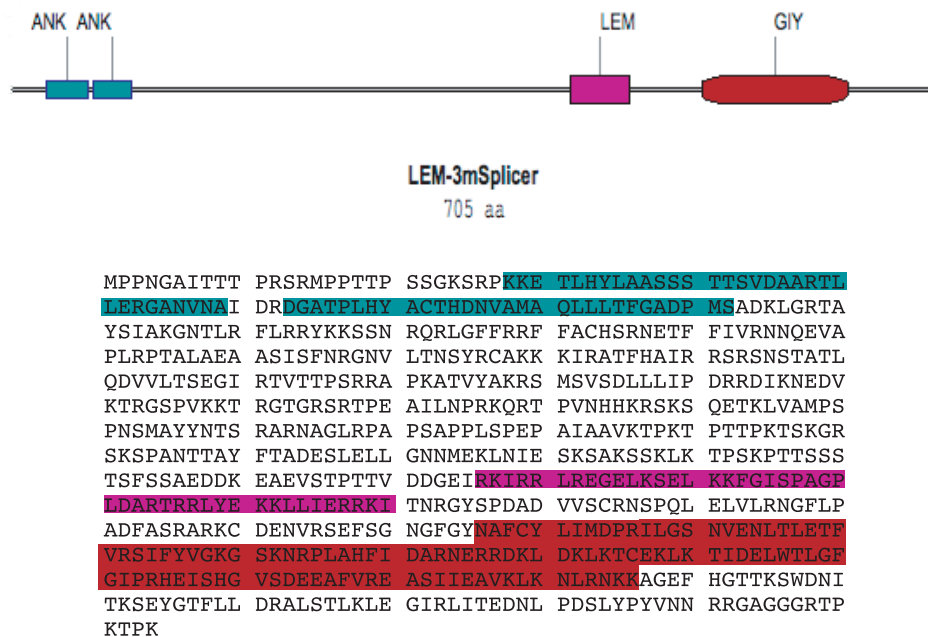 ANK ANK LEM GIY
LEM-3mSplicer
705 aa
MPPNGAITTT PRSRMPPTTP SSGKSRPKKE TLHYLAASSS TTSVDAARTL
LERGANVNAI DRDGATPLHY ACTHDNVAMA QLLLTFGADP MSADKLGRTA
YSIAKGNTLR FLRRYKKSSN RQRLGFFRRF FACHSRNETF FIVRNNQEVA
PLRPTALAEA ASISFNRGNV LTNSYRCAKK KIRATFHAIR RSRSNSTATL
QDVVLTSEGI RTVTTPSRRA PKATVYAKRS MSVSDLLLIP DRRDIKNEDV
KTRGSPVKKT RGTGRSRTPE AILNPRKQRT PVNHHKRSKS QETKLVAMPS
PNSMAYYNTS RARNAGLRPA PSAPPLSPEP AIAAVKTPKT PTTPKTSKGR
SKSPANTTAY FTADESLELL GNNMEKLNIE SKSAKSSKLK TPSKPTTSSS
TSFSSAEDDK EAEVSTPTTV DDGEIRKIRR LREGELKSEL KKFGISPAGP
LDARTRRLYE KKLLIERRKI TNRGYSPDAD VVSCRNSPQL ELVLRNGFLP
ADFASRARKC DENVRSEFSG NGFGYNAFCY LIMDPRILGS NVENLTLETF
VRSIFYVGKG SKNRPLAHFI DARNERRDKL DKLKTCEKLK TIDELWTLGF
GIPRHEISHG VSDEEAFVRE ASIIEAVKLK NLRNKKAGEF HGTTKSWDNI
TKSEYGTFLL DRALSTLKLE GIRLITEDNL PDSLYPYVNN RRGAGGGRTP
KTPK